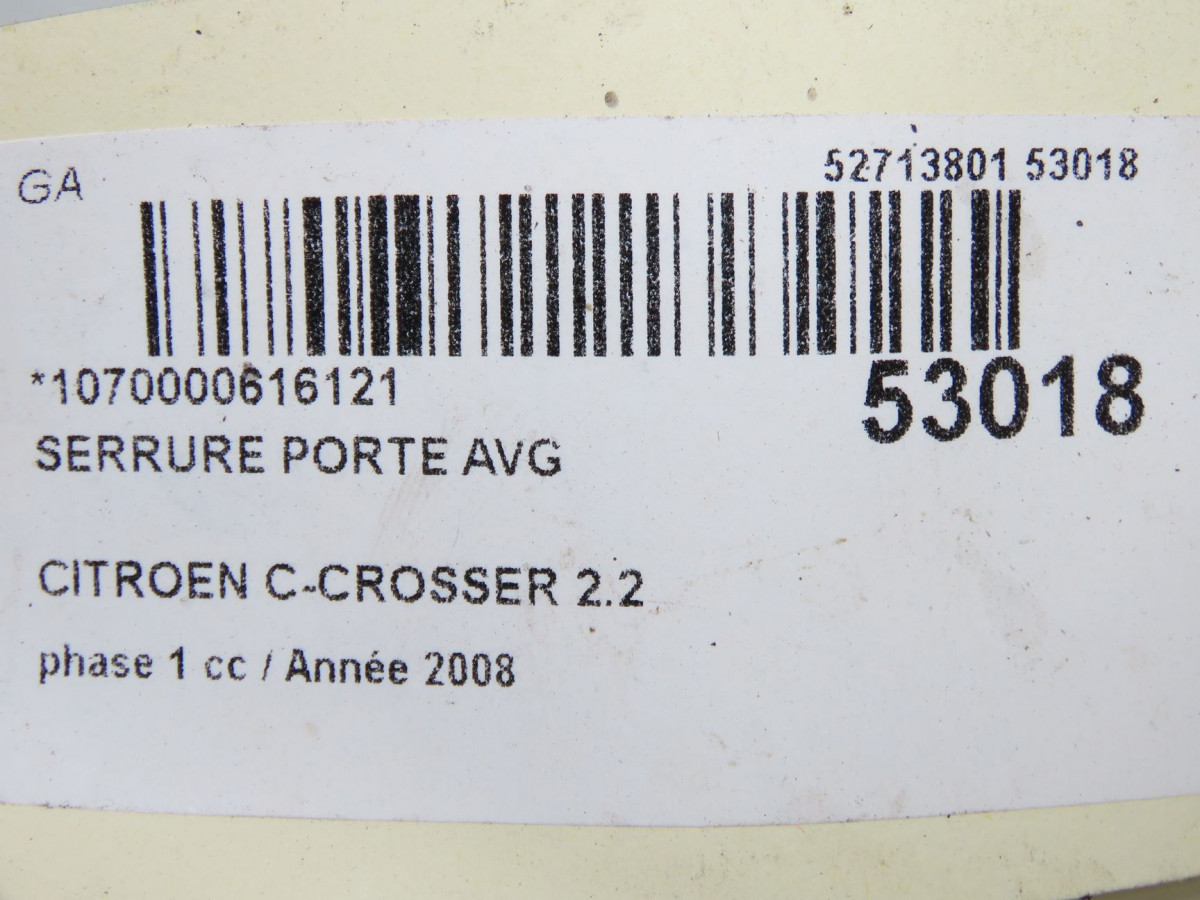 GA
52713801 53018
*1070000616121
53018
SERRURE PORTE AVG
CITROEN C-CROSSER 2.2
phase 1 cc / Année 2008